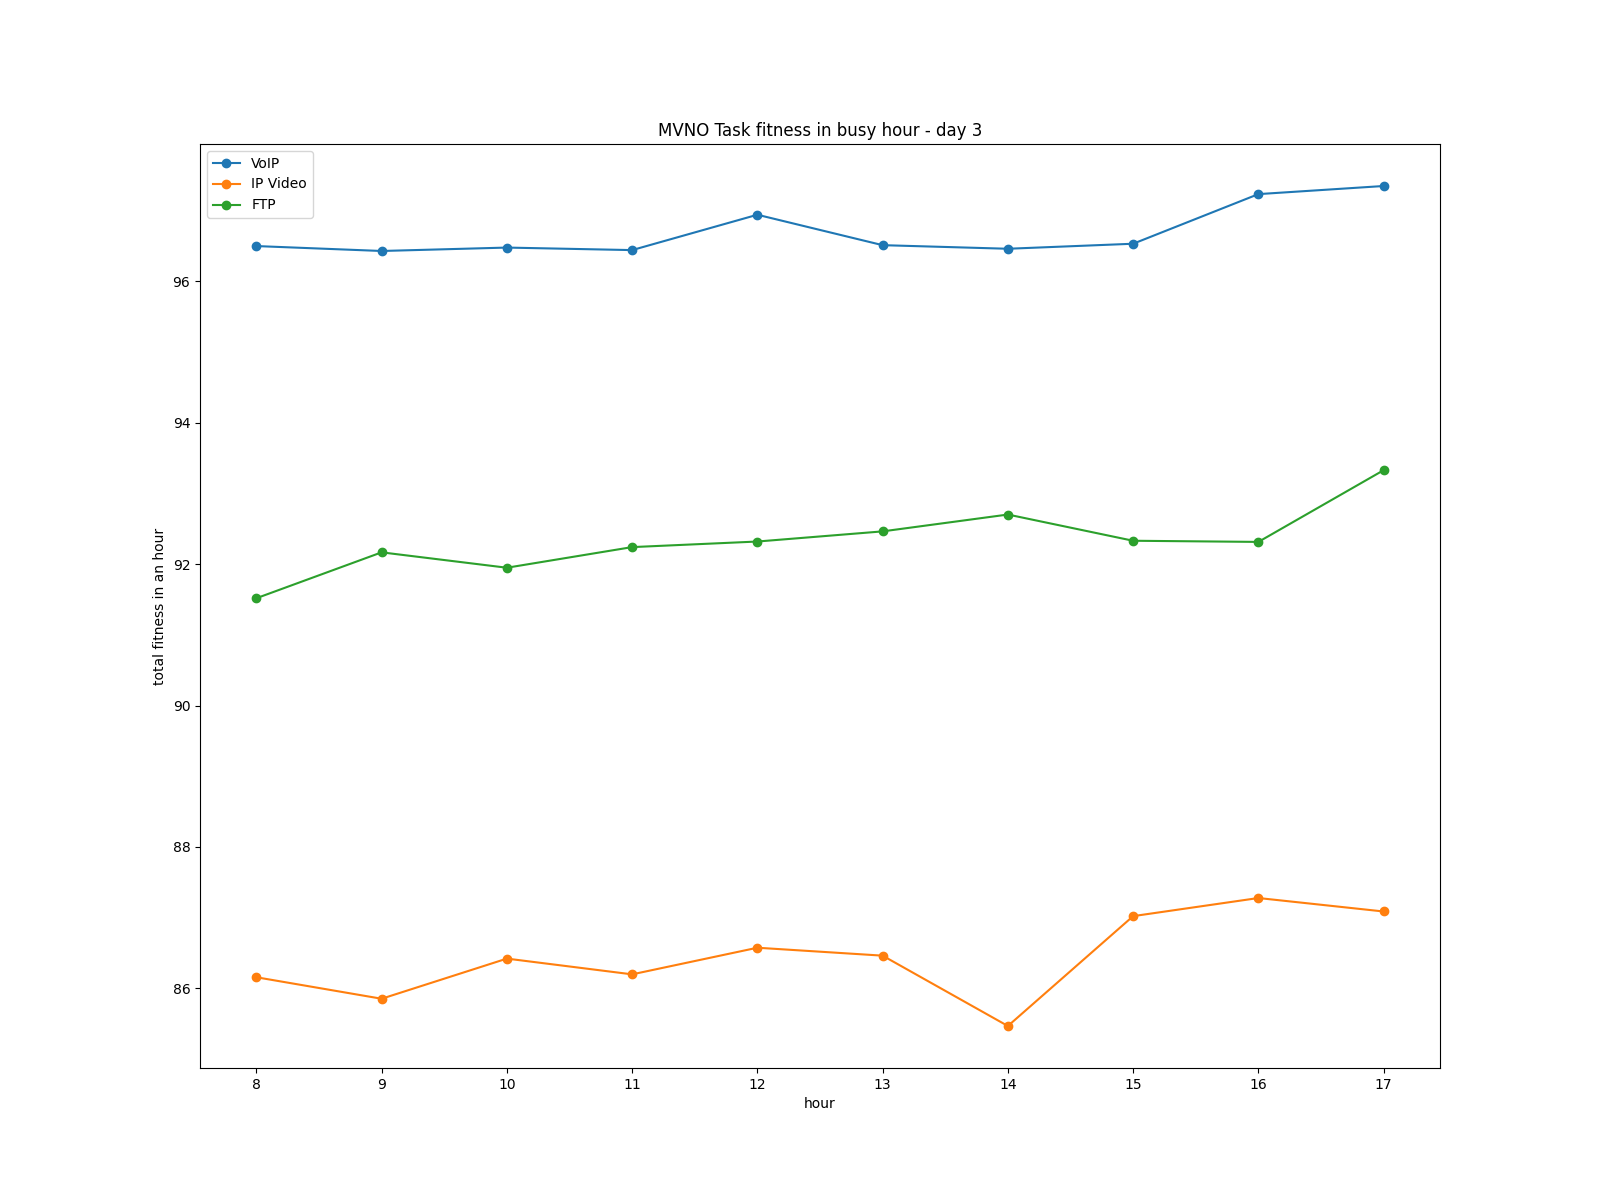 MVNO Task fitness in busy hour - day 3
VoIP
IP Video
FTP
96
94
92
90
88
86
total fitness in an hour
8 9 10 11 12 13 14 15 16 17
hour